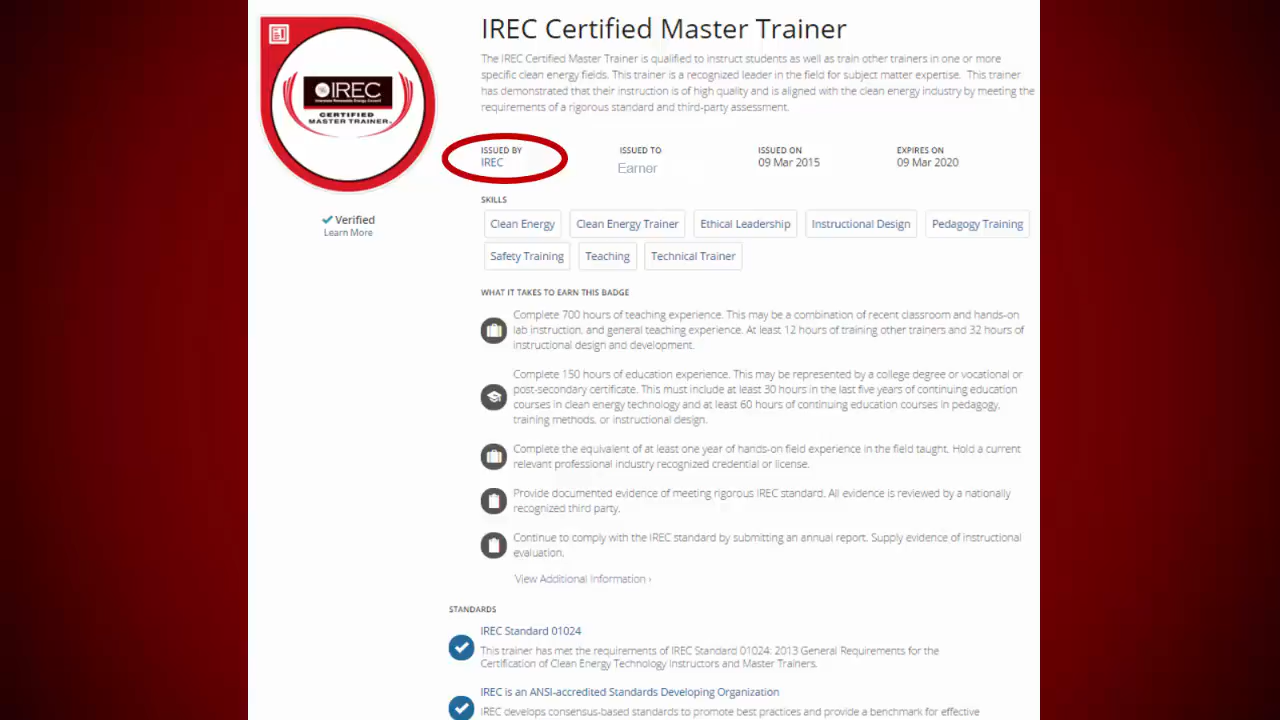 IREC Certified Master Trainer
The IREC Certified Master Trainer is qualified to instruct students as well as train other trainers in one or more
specific clean energy fields. This trainer is a recognized leader in the field for subject matter expertise. This trainer
has demonstrated that their instruction is of high quality and is aligned with the clean energy industry by meeting the
requirements of a rigorous standard and third-party assessment.
IREC
Interstate Renewable Energy Council
CERTIFIED
MASTER TRAINER
Verified
Learn More
ISSUED BY
IREC
ISSUED TO
Earner
ISSUED ON
09 Mar 2015
EXPIRES ON
09 Mar 2020
SKILLS
Clean Energy Clean Energy Trainer Ethical Leadership Instructional Design Pedagogy Training
Safety Training Teaching Technical Trainer
WHAT IT TAKES TO EARN THIS BADGE
Complete 700 hours of teaching experience. This may be a combination of recent classroom and hands-on
lab instruction, and general teaching experience. At least 12 hours of training other trainers and 32 hours of
instructional design and development.
Complete 150 hours of education experience. This may be represented by a college degree or vocational or
post-secondary certificate. This must include at least 30 hours in the last five years of continuing education
courses in clean energy technology and at least 60 hours of continuing education courses in pedagogy,
training methods, or instructional design.
Complete the equivalent of at least one year of hands-on field experience in the field taught. Hold a current
relevant professional industry recognized credential or license.
Provide documented evidence of meeting rigorous IREC standard. All evidence is reviewed by a nationally
recognized third party.
Continue to comply with the IREC standard by submitting an annual report. Supply evidence of instructional
evaluation.
View Additional Information ›
STANDARDS
IREC Standard 01024
This trainer has met the requirements of IREC Standard 01024: 2013 General Requirements for the
Certification of Clean Energy Technology Instructors and Master Trainers.
IREC is an ANSI-accredited Standards Developing Organization
IREC develops consensus-based standards to promote best practices and provide a benchmark for effective